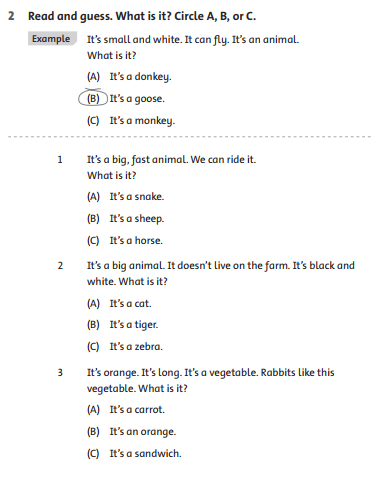 2 Read and guess. What is it? Circle A, B, or C.
Example It's small and white. It can fly. It's an animal.
What is it?
(A) It's a donkey.
(B) It's a goose.
(C) It's a monkey.
1 It's a big, fast animal. We can ride it.
What is it?
(A) It's a snake.
(B) It's a sheep.
(C) It's a horse.
2 It's a big animal. It doesn't live on the farm. It's black and
white. What is it?
(A) It's a cat.
(B) It's a tiger.
(C) It's a zebra.
3 It's orange. It's long. It's a vegetable. Rabbits like this
vegetable. What is it?
(A) It's a carrot.
(B) It's an orange.
(C) It's a sandwich.